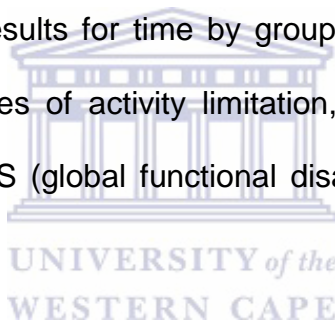 esults for time by group
es of activity limitation,
S (global functional disa
UNIVERSITY of the
WESTERN CAPE